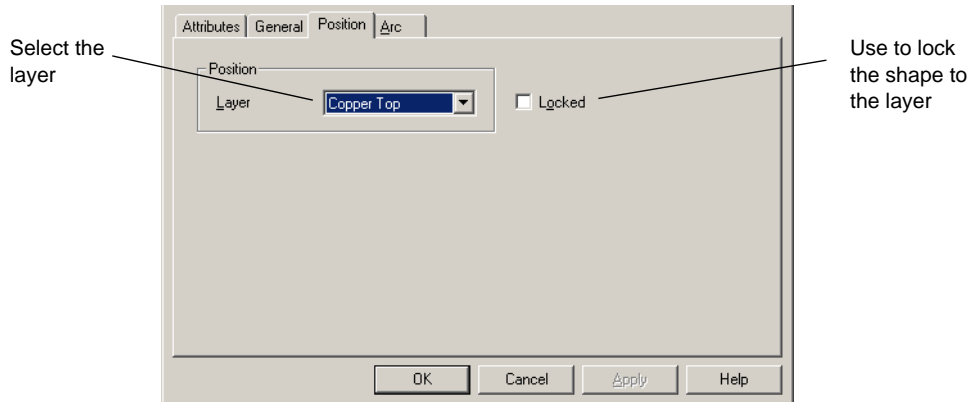 Attributes General Position Arc
Select the
layer
Position
Layer Copper Top
Locked
Use to lock
the shape to
the layer
OK Cancel Apply Help